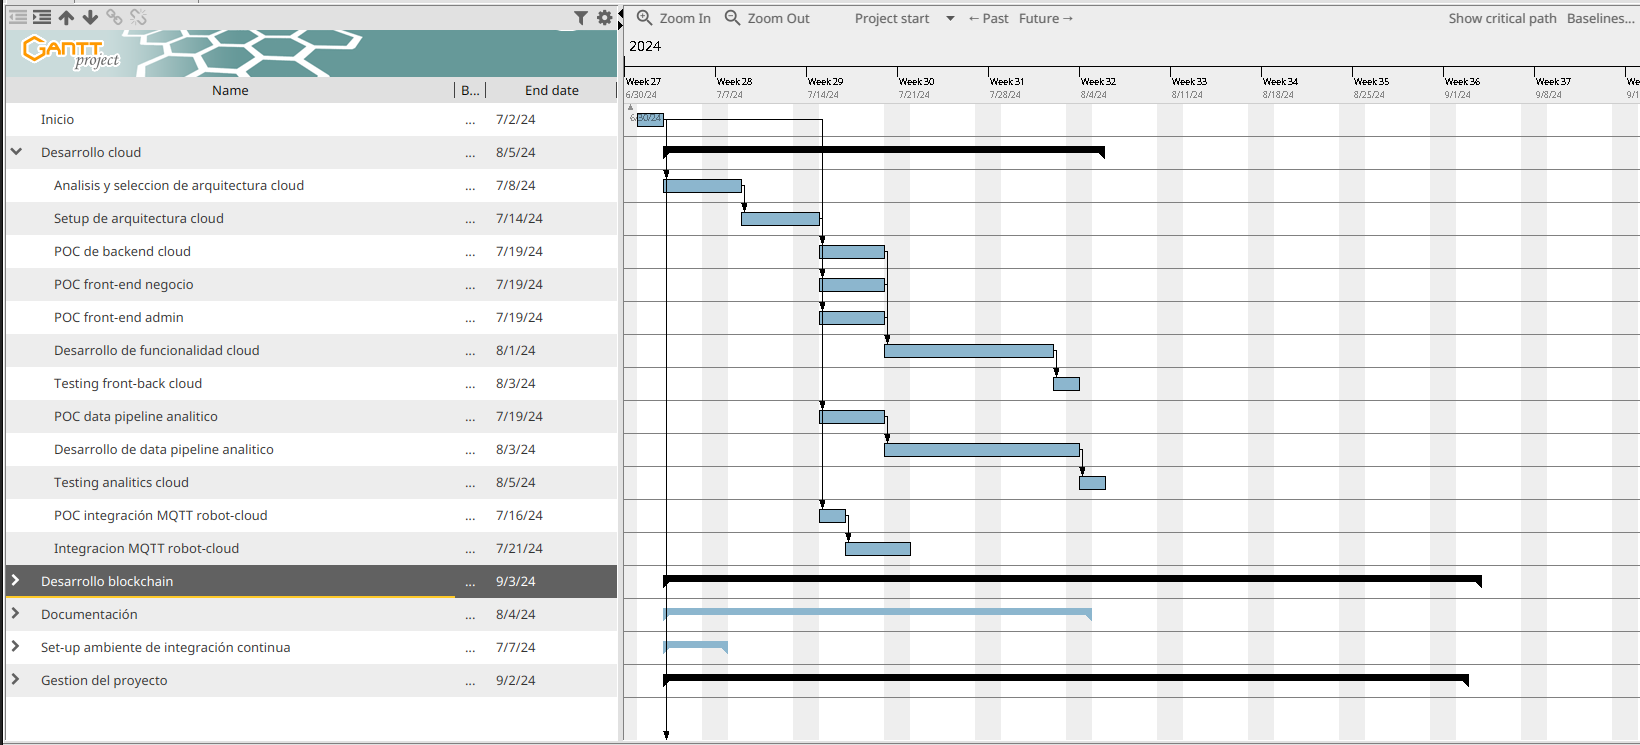 Zoom In Zoom Out Project start ← Past Future → Show critical path Baselines...
GANTT project
2024
Name B... End date
Week 27 Week 28 Week 29 Week 30 Week 31 Week 32 Week 33 Week 34 Week 35 Week 36 Week 37 We
6/30/24 7/7/24 7/14/24 7/21/24 7/28/24 8/4/24 8/11/24 8/18/24 8/25/24 9/1/24 9/8/24 9/1
Inicio ... 7/2/24 6/30/24
Desarrollo cloud ... 8/5/24
Analisis y seleccion de arquitectura cloud ... 7/8/24
Setup de arquitectura cloud ... 7/14/24
POC de backend cloud ... 7/19/24
POC front-end negocio ... 7/19/24
POC front-end admin ... 7/19/24
Desarrollo de funcionalidad cloud ... 8/1/24
Testing front-back cloud ... 8/3/24
POC data pipeline analitico ... 7/19/24
Desarrollo de data pipeline analitico ... 8/3/24
Testing analitics cloud ... 8/5/24
POC integración MQTT robot-cloud ... 7/16/24
Integracion MQTT robot-cloud ... 7/21/24
Desarrollo blockchain ... 9/3/24
Documentación ... 8/4/24
Set-up ambiente de integración continua ... 7/7/24
Gestion del proyecto ... 9/2/24